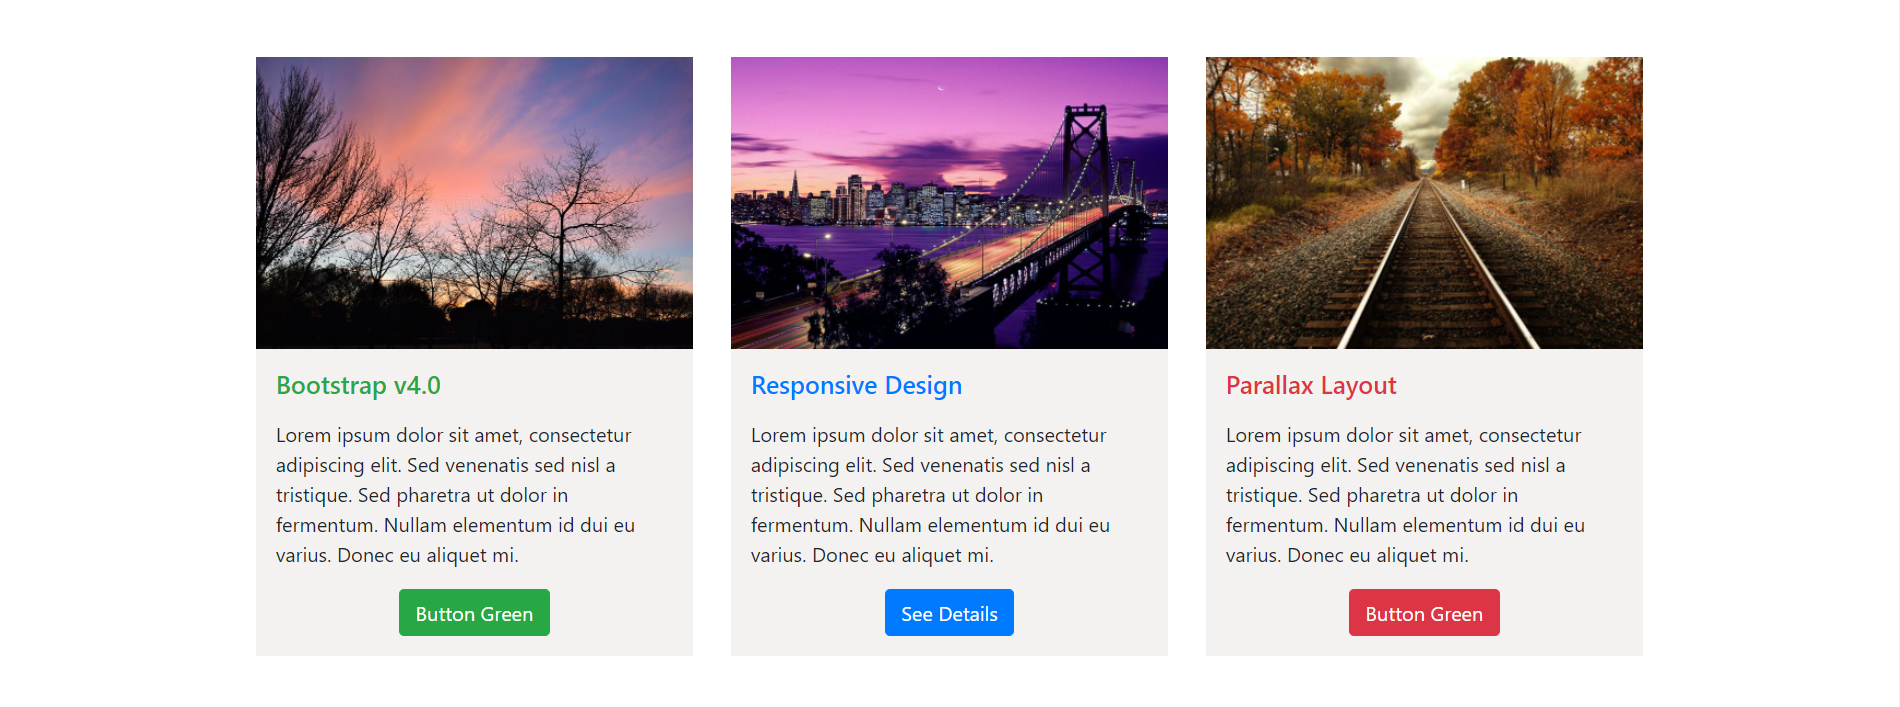 Bootstrap v4.0
Lorem ipsum dolor sit amet, consectetur
adipiscing elit. Sed venenatis sed nisl a
tristique. Sed pharetra ut dolor in
fermentum. Nullam elementum id dui eu
varius. Donec eu aliquet mi.
Button Green
Responsive Design
Lorem ipsum dolor sit amet, consectetur
adipiscing elit. Sed venenatis sed nisl a
tristique. Sed pharetra ut dolor in
fermentum. Nullam elementum id dui eu
varius. Donec eu aliquet mi.
See Details
Parallax Layout
Lorem ipsum dolor sit amet, consectetur
adipiscing elit. Sed venenatis sed nisl a
tristique. Sed pharetra ut dolor in
fermentum. Nullam elementum id dui eu
varius. Donec eu aliquet mi.
Button Green